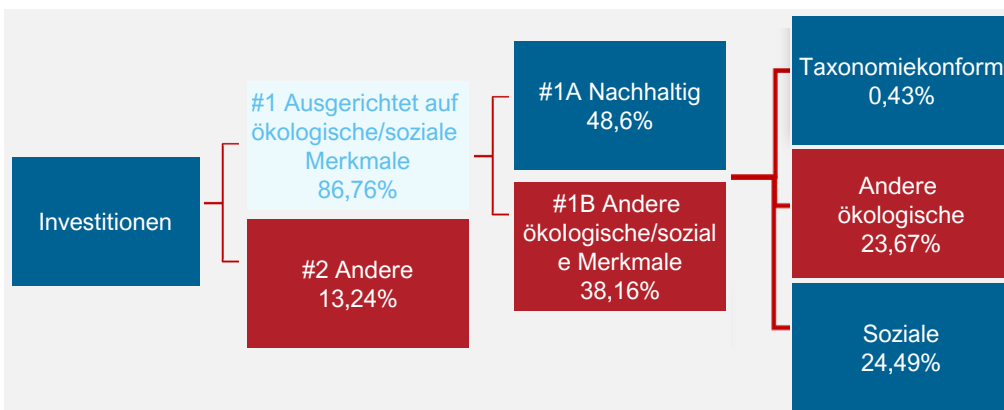 Investitionen
#1 Ausgerichtet auf
ökologische/soziale
Merkmale
86,76%
#2 Andere
13,24%
#1A Nachhaltig
48,6%
#1B Andere
ökologische/sozial
e Merkmale
38,16%
Taxonomiekonform
0,43%
Andere
ökologische
23,67%
Soziale
24,49%